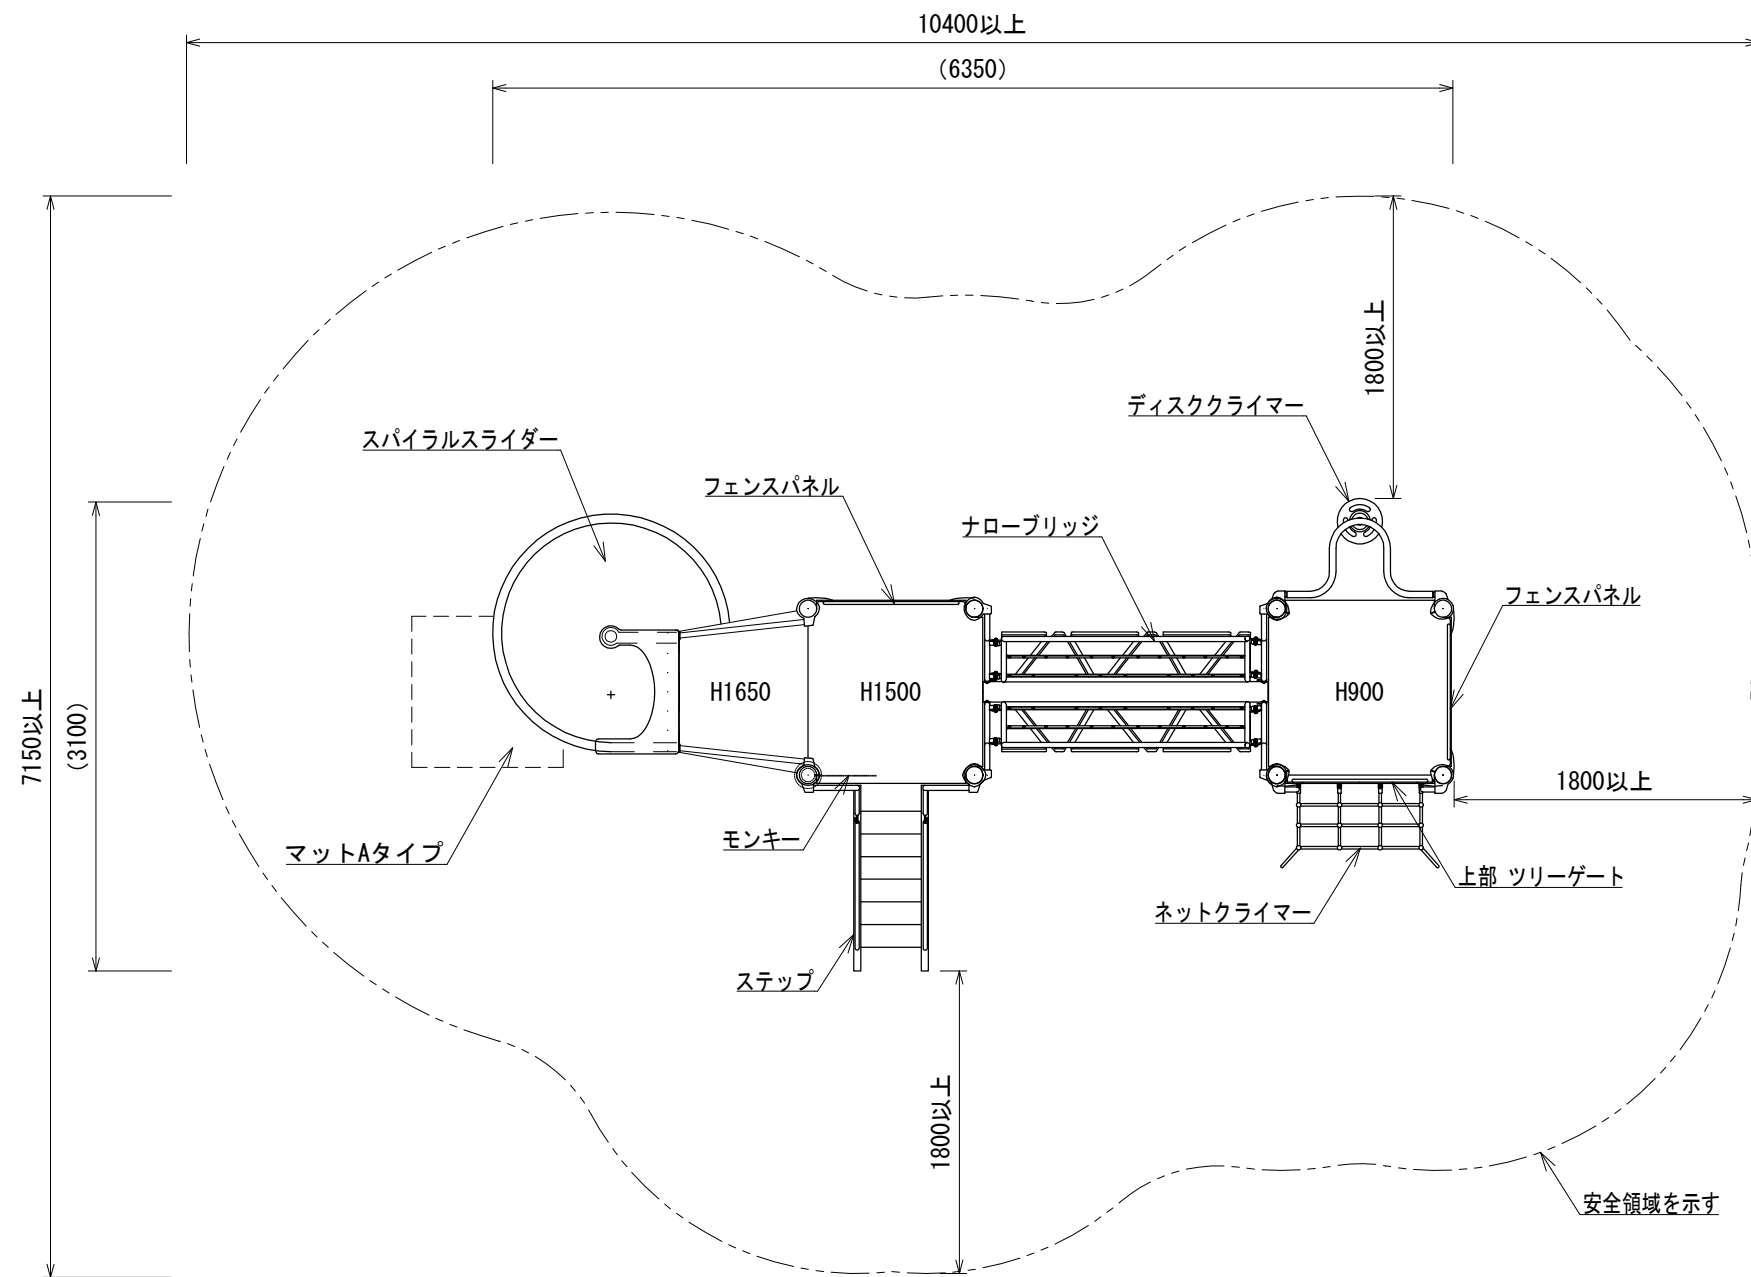 10400以上
(6350)
1800以上
ディスククライマー
スパイラルスライダー
フェンスパネル
ナローブリッジ
フェンスパネル
7150以上
(3100)
H1650
H1500
H900
1800以上
モンキー
マットAタイプ
上部 ツリーゲート
ネットクライマー
ステップ
1800以上
安全領域を示す